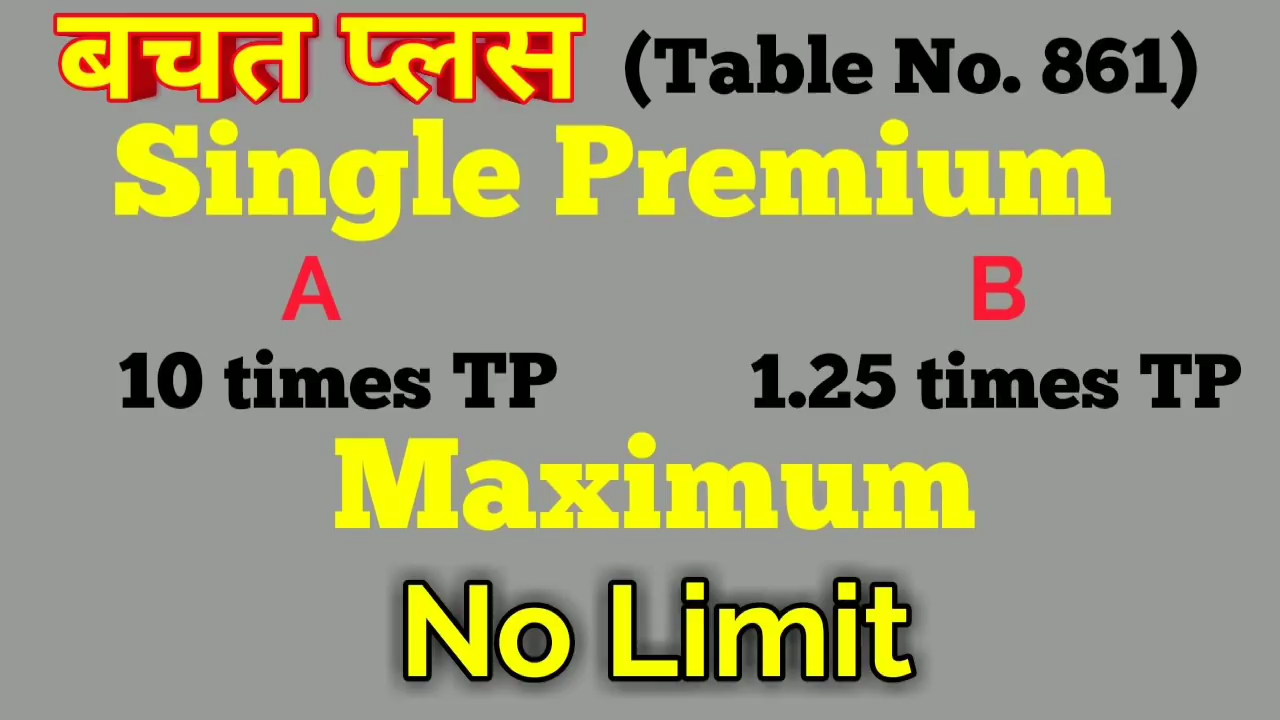 बचत प्लस (Table No. 861)
Single Premium
A B
10 times TP 1.25 times TP
Maximum
No Limit